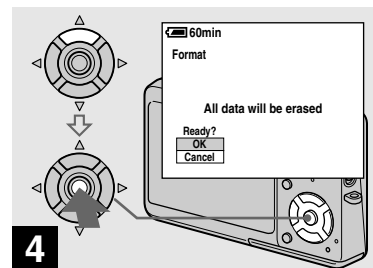 60min
Format
All data will be erased
Ready?
OK
Cancel
4